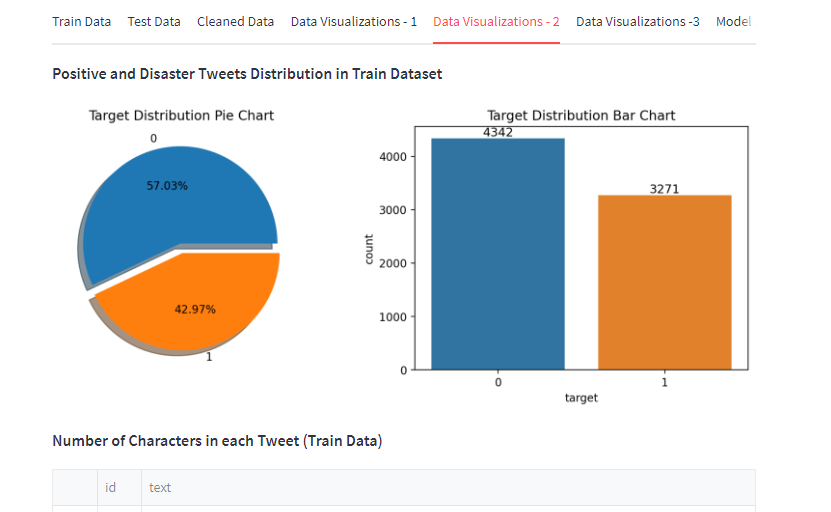 Train Data Test Data Cleaned Data Data Visualizations - 1 Data Visualizations - 2 Data Visualizations -3 Model
Positive and Disaster Tweets Distribution in Train Dataset
Target Distribution Pie Chart
0
57.03%
42.97%
1
Target Distribution Bar Chart
4342
3271
4000
3000
2000
1000
0
count
0 1
target
Number of Characters in each Tweet (Train Data)
id text